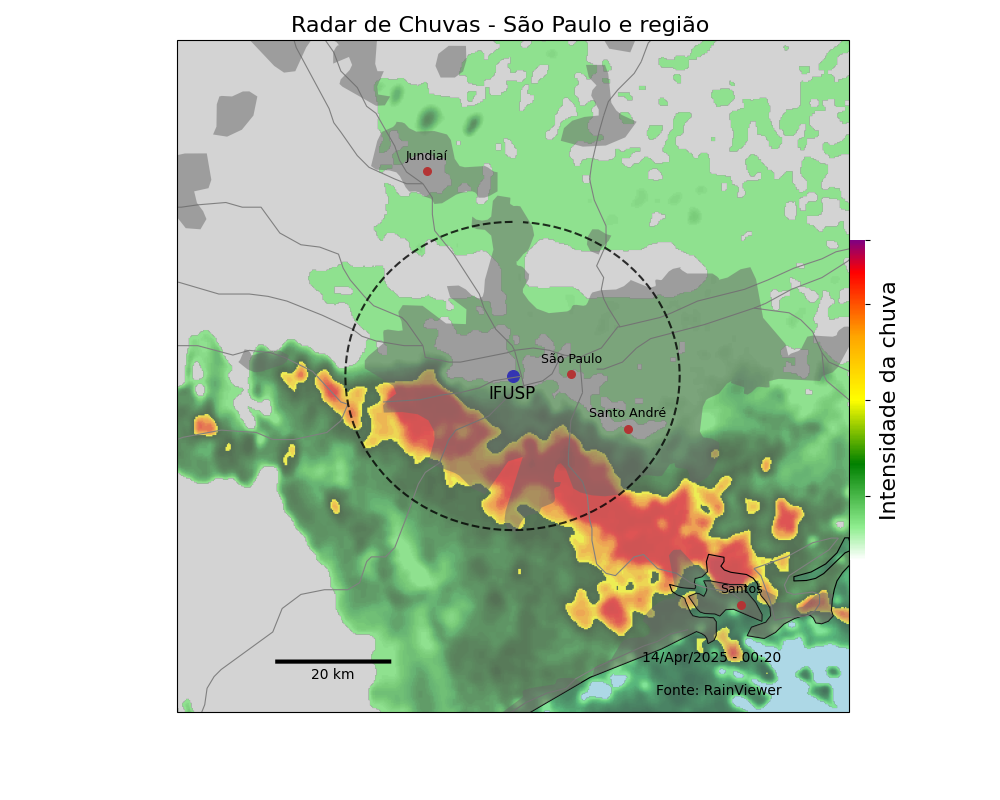 Radar de Chuvas - São Paulo e região
Jundiaí
São Paulo
IFUSP
Santo André
Intensidade da chuva
Santos
14/Apr/2025 - 00:20
20 km
Fonte: RainViewer